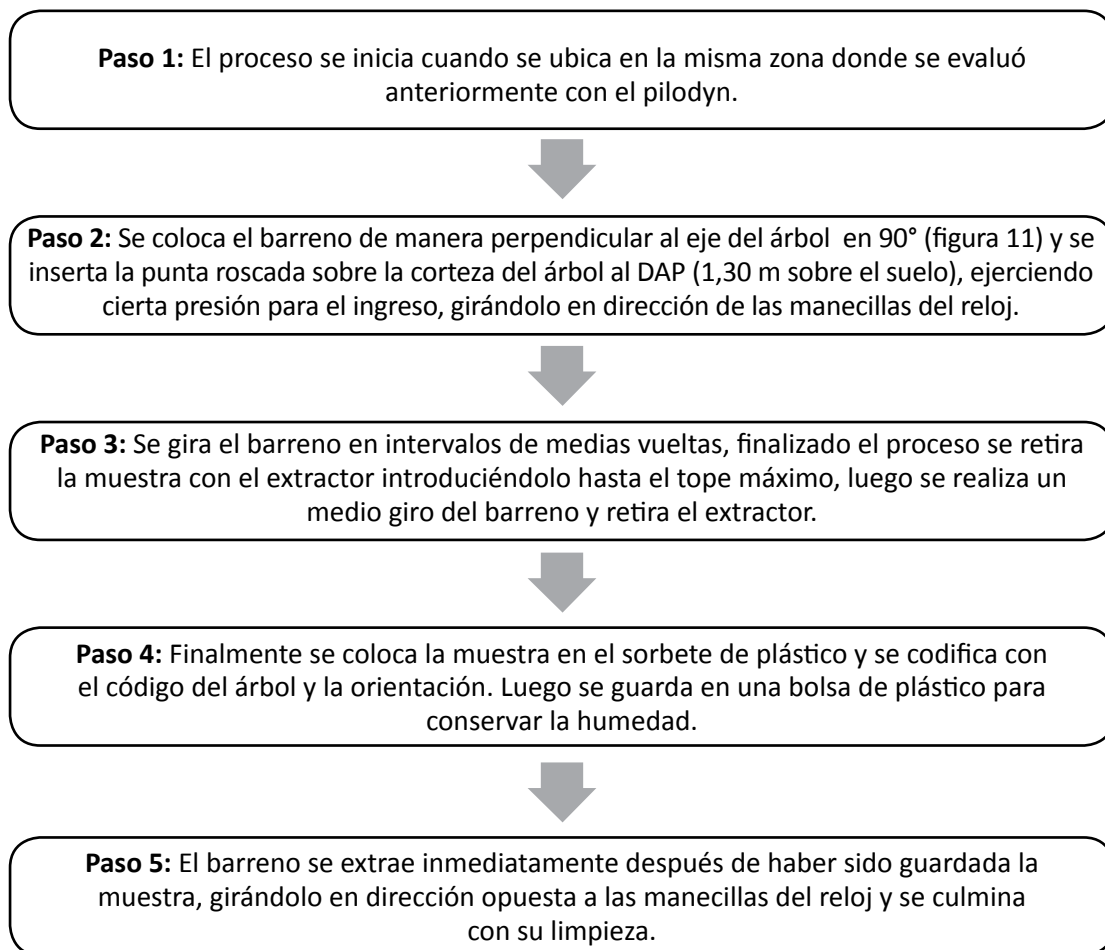 Paso 1: El proceso se inicia cuando se ubica en la misma zona donde se evaluó
anteriormente con el pilodyn.
Paso 2: Se coloca el barreno de manera perpendicular al eje del árbol en 90° (figura 11) y se
inserta la punta roscada sobre la corteza del árbol al DAP (1,30 m sobre el suelo), ejerciendo
cierta presión para el ingreso, girándolo en dirección de las manecillas del reloj.
Paso 3: Se gira el barreno en intervalos de medias vueltas, finalizado el proceso se retira
la muestra con el extractor introduciéndolo hasta el tope máximo, luego se realiza un
medio giro del barreno y retira el extractor.
Paso 4: Finalmente se coloca la muestra en el sorbete de plástico y se codifica con
el código del árbol y la orientación. Luego se guarda en una bolsa de plástico para
conservar la humedad.
Paso 5: El barreno se extrae inmediatamente después de haber sido guardada la
muestra, girándolo en dirección opuesta a las manecillas del reloj y se culmina
con su limpieza.